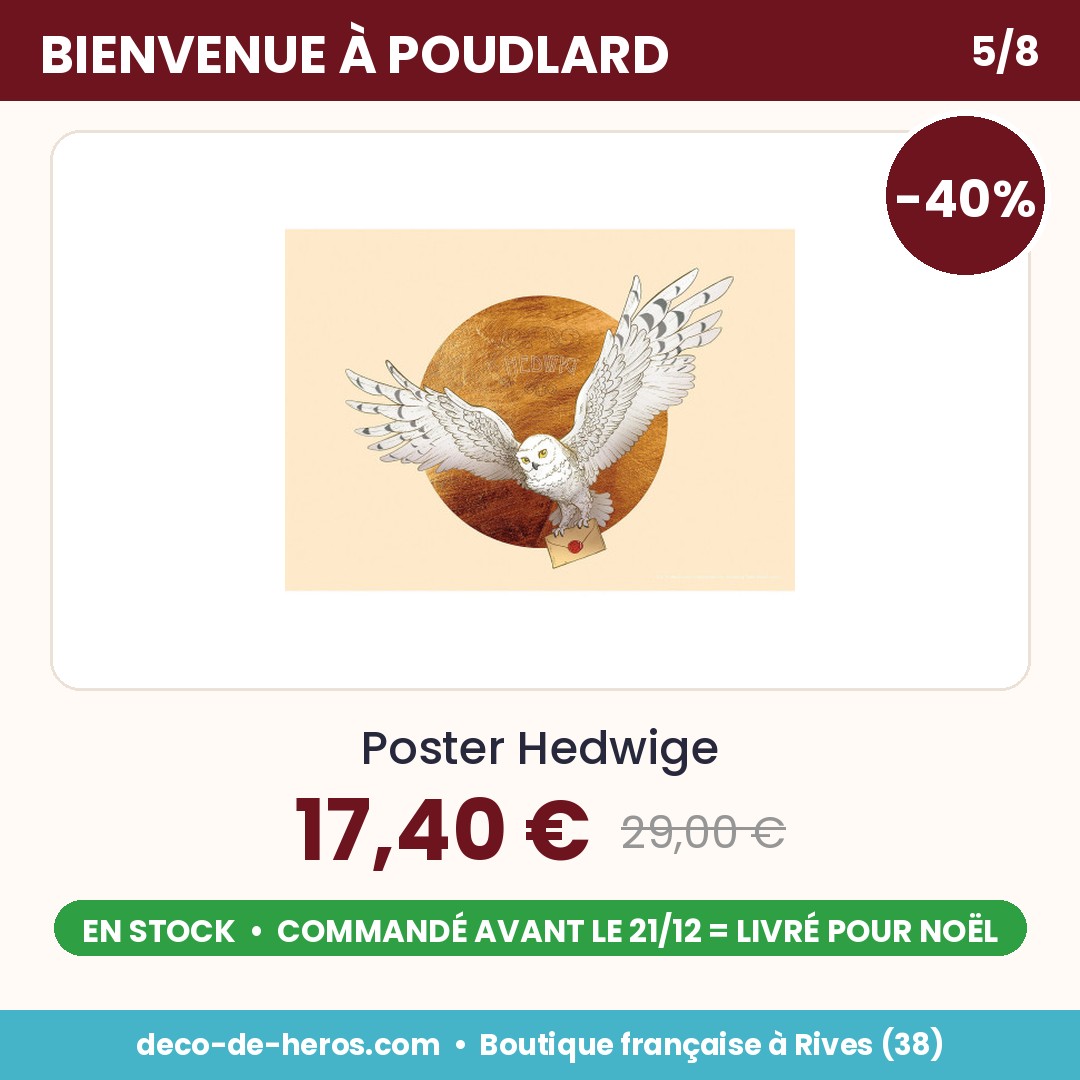 BIENVENUE À POUDLARD
5/8
-40%
HEDWIG
Poster Hedwige
17,40 € 29,00 €
EN STOCK • COMMANDÉ AVANT LE 21/12 = LIVRÉ POUR NOËL
deco-de-heros.com • Boutique française à Rives (38)